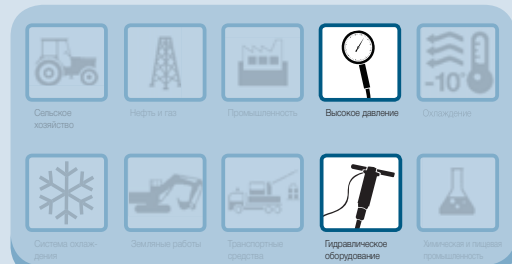 -10°
Сельское
хозяйство
Нефть и газ
Промышленность
Высокое давление
Охлаждение
Система охлаж-
дения
Земляные работы
Транспортные
средства
Гидравлическое
оборудование
Химическая и пищевая
промышленность